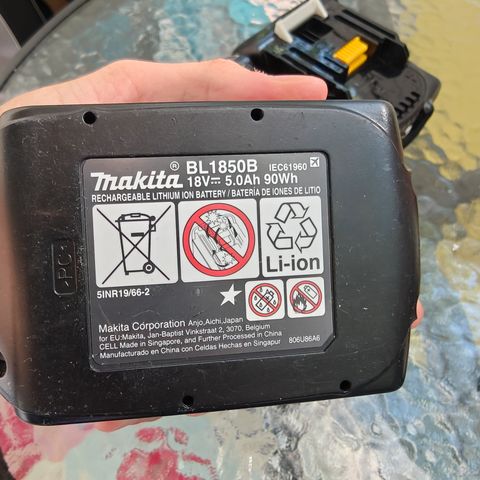 makita® BL1850B IEC61960
18V⎓ 5.0Ah 90Wh
RECHARGEABLE LITHIUM ION BATTERY / BATERÍA DE IONES DE LITIO
Li-ion
5INR19/66-2
Makita Corporation Anjo,Aichi,Japan
for EU:Makita, Jan-Baptist Vinkstraat 2, 3070, Belgium
CELL Made in Singapore, and Further Processed in China
Manufacturado en China con Celdas Hechas en Singapur
806U86A6
>PC<